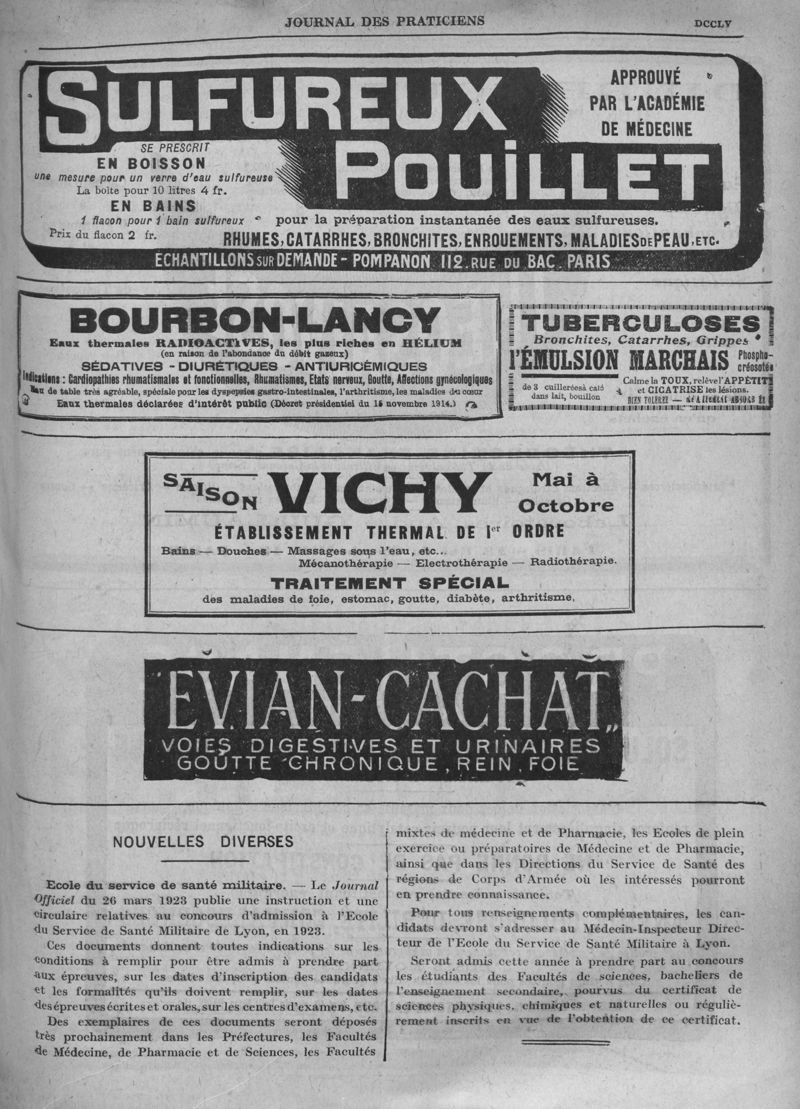 JOURNAL DES PRATICIENS
DCCLV
SULFUREUX
POUILLET
APPROUVÉ
PAR L'ACADÉMIE
DE MÉDECINE
SE PRESCRIT
EN BOISSON
une mesure pour un verre d'eau sulfureuse
La boîte pour 10 litres 4 fr.
EN BAINS
1 flacon pour 1 bain sulfureux
Prix du flacon 2 fr.
pour la préparation instantanée des eaux sulfureuses.
RHUMES, CATARRHES, BRONCHITES, ENROUEMENTS, MALADIES DE PEAU, ETC.
ÉCHANTILLONS SUR DEMANDE - POMPANON 112. RUE DU BAC. PARIS
BOURBON-LANCY
Eaux thermales RADIOACTIVES, les plus riches en HÉLIUM
(en raison de l'abondance du débit gazeux)
SÉDATIVES - DIURÉTIQUES - ANTIURICÉMIQUES
Indications : Cardiopathies rhumatismales et fonctionnelles, Rhumatismes, Etats nerveux, Goutte, Affections gynécologiques
Eau de table très agréable, spéciale pour les dyspepsies gastro-intestinales, l'arthritisme, les maladies du cœur
Eaux thermales déclarées d'intérêt public (Décret présidentiel du 15 novembre 1914.)
TUBERCULOSES
Bronchites, Catarrhes, Grippes
l'ÉMULSION MARCHAIS Phospho-créosotée
de 3 cuillerées à café
dans lait, bouillon
Calme la TOUX, relève l'APPÉTIT
et CICATRISE les lésions.
BIEN TOLÉRÉE —
SAISON VICHY Mai à
Octobre
ÉTABLISSEMENT THERMAL DE 1er ORDRE
Bains — Douches — Massages sous l'eau, etc..
Mécanothérapie — Electrothérapie — Radiothérapie.
TRAITEMENT SPÉCIAL
des maladies de foie, estomac, goutte, diabète, arthritisme.
"EVIAN-CACHAT"
VOIES DIGESTIVES ET URINAIRES
GOUTTE CHRONIQUE, REIN, FOIE
NOUVELLES DIVERSES
Ecole du service de santé militaire. — Le Journal
Officiel du 26 mars 1923 publie une instruction et une
circulaire relatives au concours d'admission à l'Ecole
du Service de Santé Militaire de Lyon, en 1923.
Ces documents donnent toutes indications sur les
conditions à remplir pour être admis à prendre part
aux épreuves, sur les dates d'inscription des candidats
et les formalités qu'ils doivent remplir, sur les dates
des épreuves écrites et orales, sur les centres d'examens, etc.
Des exemplaires de ces documents seront déposés
très prochainement dans les Préfectures, les Facultés
de Médecine, de Pharmacie et de Sciences, les Facultés
mixtes de médecine et de Pharmacie, les Ecoles de plein
exercice ou préparatoires de Médecine et de Pharmacie,
ainsi que dans les Directions du Service de Santé des
régions de Corps d'Armée où les intéressés pourront
en prendre connaissance.
Pour tous renseignements complémentaires, les can-
didats devront s'adresser au Médecin-Inspecteur Direc-
teur de l'Ecole du Service de Santé Militaire à Lyon.
Seront admis cette année à prendre part au concours
les étudiants des Facultés de sciences, bacheliers de
l'enseignement secondaire, pourvus du certificat de
sciences physiques, chimiques et naturelles ou réguliè-
rement inscrits en vue de l'obtention de ce certificat.